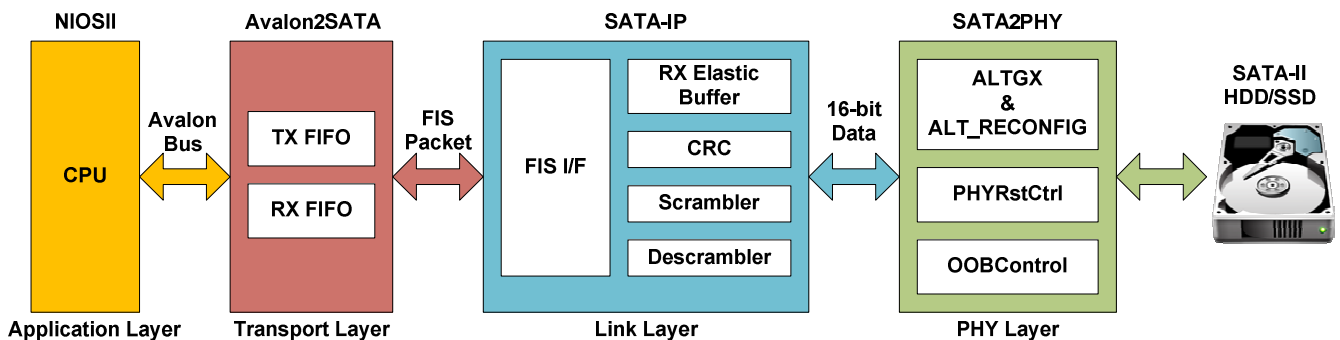 NIOSII
CPU
Application Layer
Avalon
Bus
Avalon2SATA
TX FIFO
RX FIFO
Transport Layer
FIS
Packet
SATA-IP
FIS I/F
RX Elastic
Buffer
CRC
Scrambler
Descrambler
Link Layer
16-bit
Data
SATA2PHY
ALTGX
&
ALT_RECONFIG
PHYRstCtrl
OOBControl
PHY Layer
SATA-II
HDD/SSD